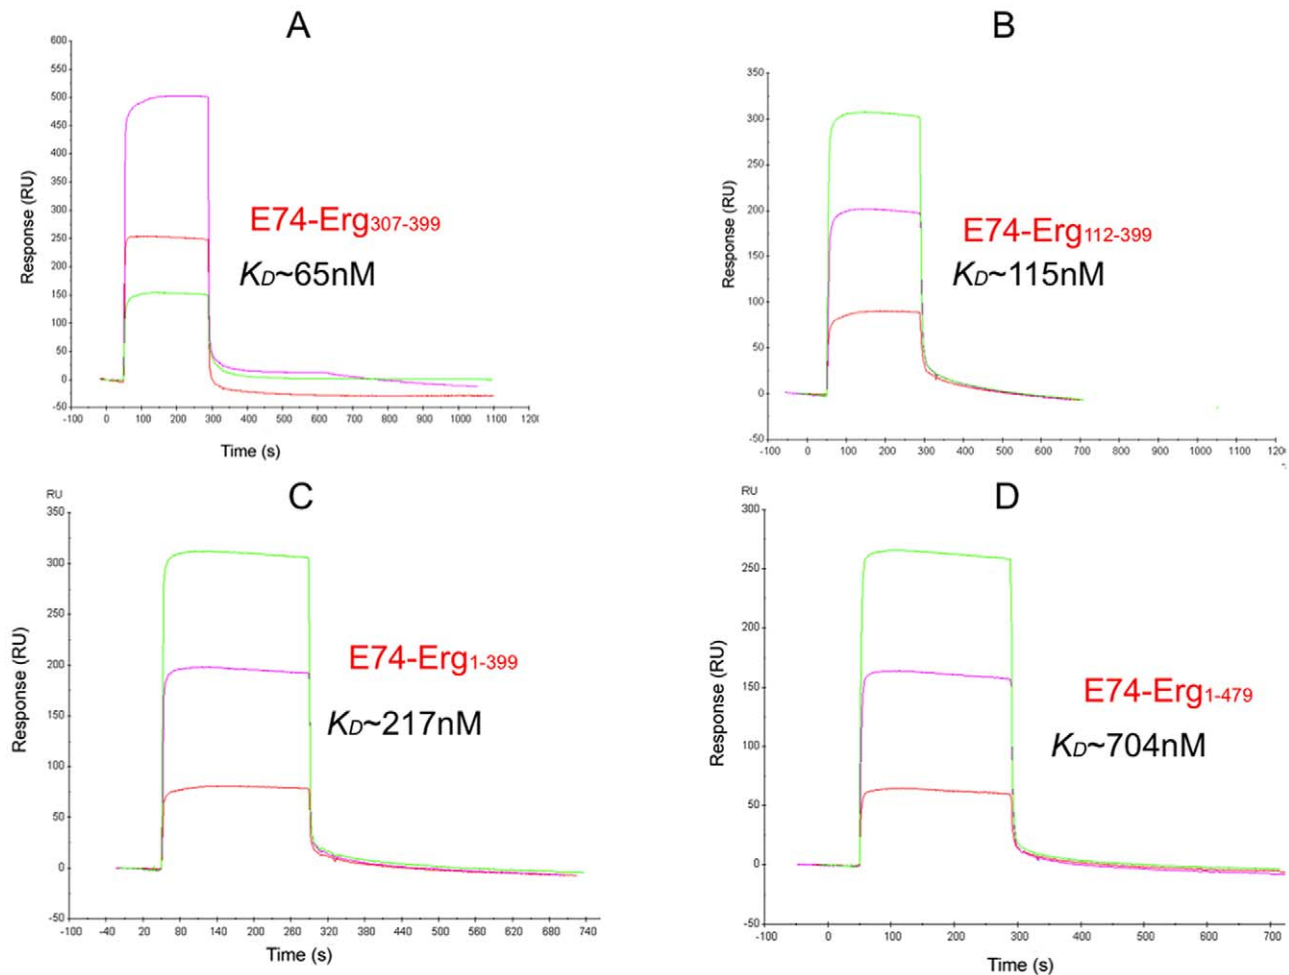 A
600
550
500
450
400
350
300
250
200
150
100
50
0
-50
-100 0 100 200 300 400 500 600 700 800 900 1000 1100
Response (RU)
Time (s)
E74-Erg307-399
KD~65nM
B
350
300
250
200
150
100
50
0
-50
-100 0 100 200 300 400 500 600 700 800 900 1000 1100
Response (RU)
E74-Erg112-399
KD~115nM
C
RU
350
300
250
200
150
100
50
0
-50
-100 -40 20 80 140 200 260 320 380 440 500 560 620 680 740
Response (RU)
Time (s)
E74-Erg1-399
KD~217nM
D
RU
300
250
200
150
100
50
0
-50
-100 0 100 200 300 400 500 600 700
Response (RU)
Time (s)
E74-Erg1-479
KD~704nM